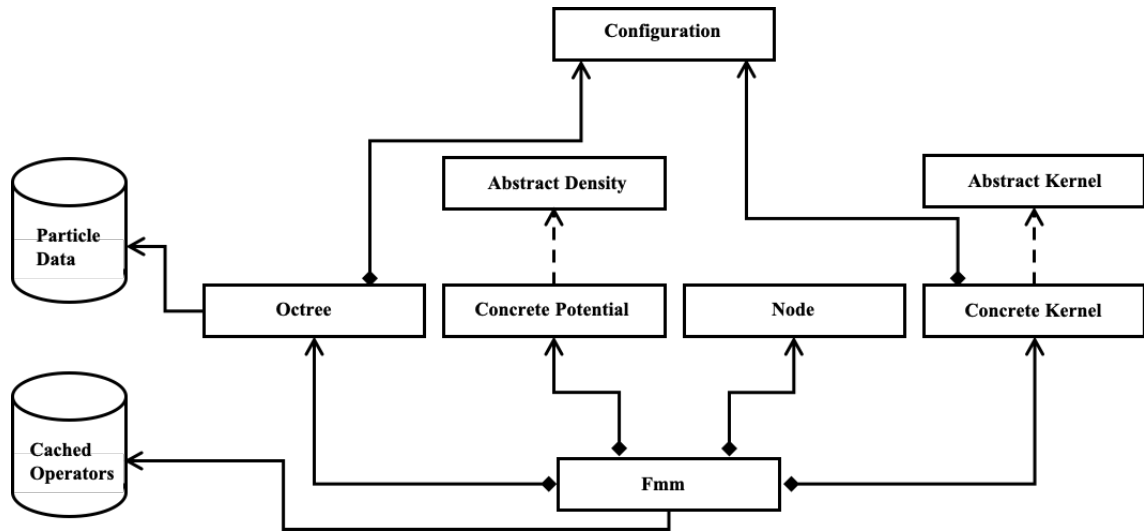 Configuration
Abstract Density
Abstract Kernel
Particle
Data
Octree
Concrete Potential
Node
Concrete Kernel
Cached
Operators
Fmm